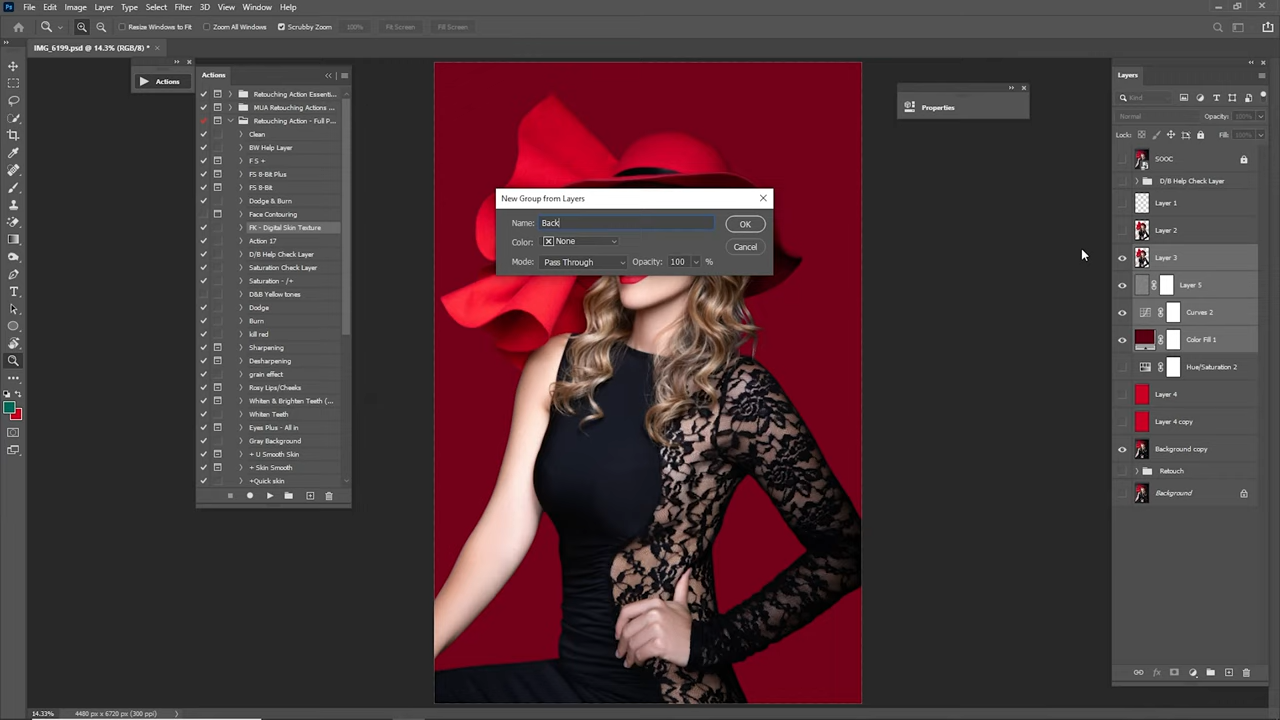 Ps File Edit Image Layer Type Select Filter 3D View Window Help
Resize Windows to Fit Zoom All Windows Scrubby Zoom 100% Fit Screen Fill Screen
IMG_6199.psd @ 14.3% (RGB/8) *
Actions
Actions
Retouching Action Essenti...
MUA Retouching Actions ...
Retouching Action - Full P...
Clean
BW Help Layer
F S +
FS 8-Bit Plus
FS 8-Bit
Dodge & Burn
Face Contouring
FK - Digital Skin Texture
Action 17
D/B Help Check Layer
Saturation Check Layer
Saturation - /+
D&B Yellow tones
Dodge
Burn
kill red
Sharpening
Desharpening
grain effect
Rosy Lips/Cheeks
Whiten & Brighten Teeth (...
Whiten Teeth
Eyes Plus - All in
Gray Background
+ U Smooth Skin
+ Skin Smooth
+Quick skin
New Group from Layers
Name: Back
OK
Color: None
Cancel
Mode: Pass Through Opacity: 100 %
Properties
Layers
Kind
Normal Opacity:
Lock: Fill:
SOOC
D/B Help Check Layer
Layer 1
Layer 2
Layer 3
Layer 5
Curves 2
Color Fill 1
Hue/Saturation 2
Layer 4
Layer 4 copy
Background copy
Retouch
Background
14.33% 4480 px x 6720 px (300 ppi)